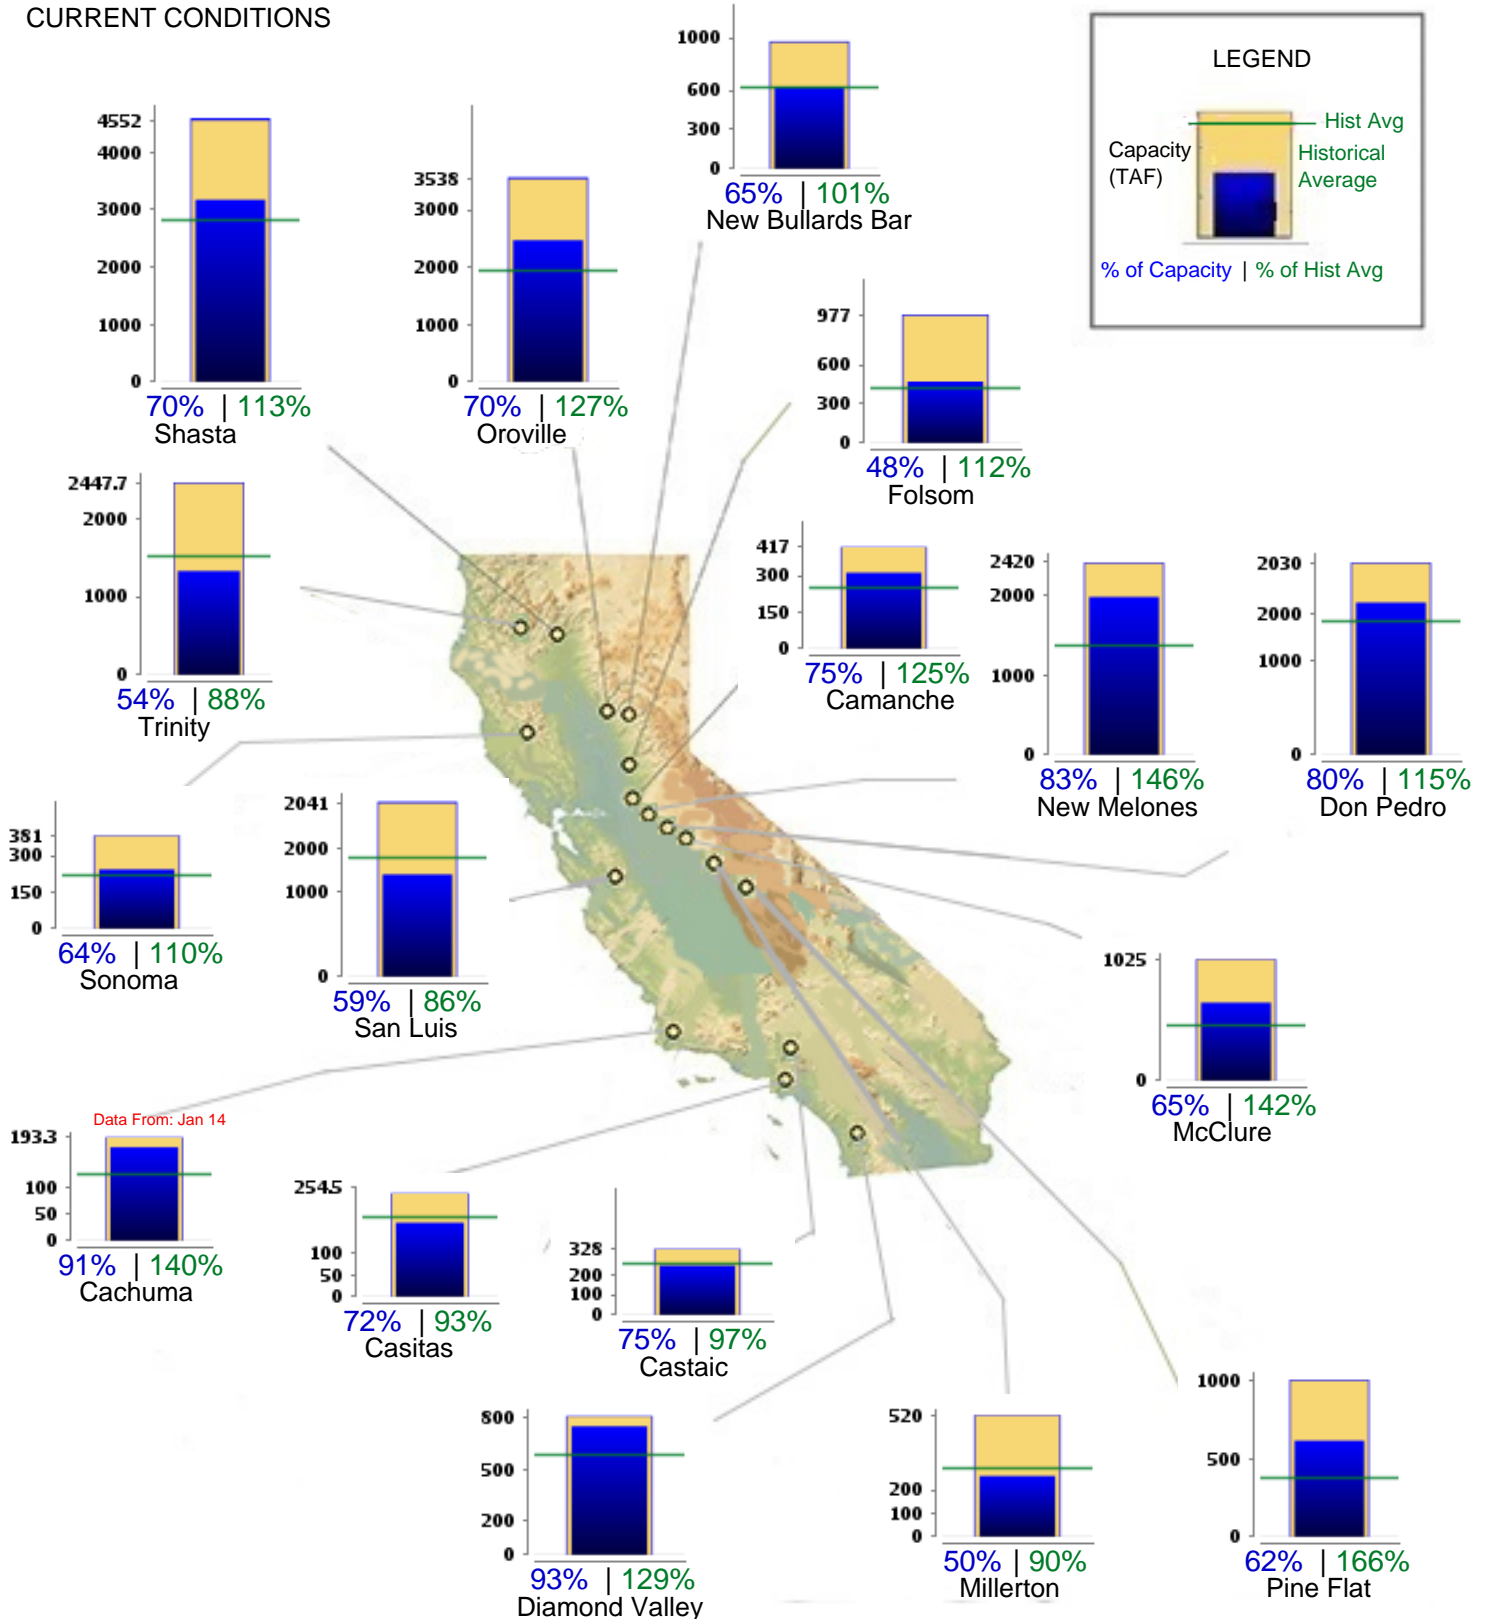 CURRENT CONDITIONS
1000
600
300
0
65% | 101%
New Bullards Bar
LEGEND
Hist Avg
Capacity
(TAF)
Historical
Average
% of Capacity | % of Hist Avg
4552
4000
3000
2000
1000
0
70% | 113%
Shasta
3538
3000
2000
1000
0
70% | 127%
Oroville
977
600
300
0
48% | 112%
Folsom
2447.7
2000
1000
0
54% | 88%
Trinity
417
300
150
0
75% | 125%
Camanche
2420
2000
1000
0
83% | 146%
New Melones
2030
2000
1000
0
80% | 115%
Don Pedro
381
300
150
0
64% | 110%
Sonoma
2041
2000
1000
0
59% | 86%
San Luis
1025
0
65% | 142%
McClure
Data From: Jan 14
193.3
100
50
0
91% | 140%
Cachuma
254.5
100
50
0
72% | 93%
Casitas
328
200
100
0
75% | 97%
Castaic
800
500
200
0
93% | 129%
Diamond Valley
520
200
100
0
50% | 90%
Millerton
1000
500
0
62% | 166%
Pine Flat